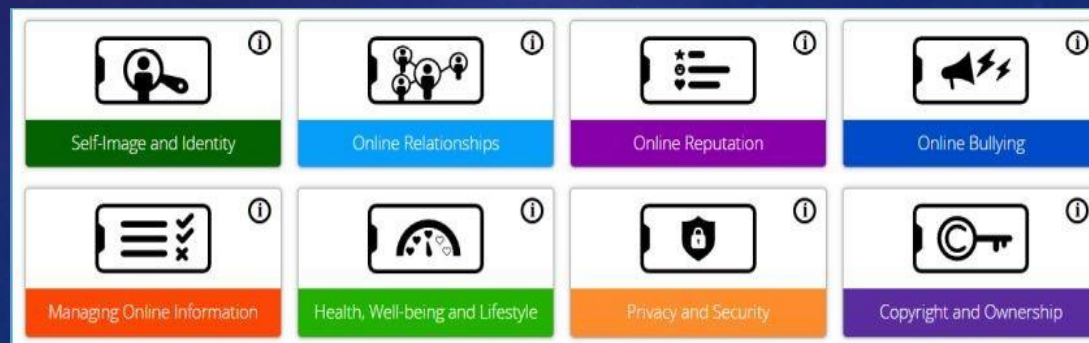 Self-Image and Identity
Online Relationships
Online Reputation
Online Bullying
Managing Online Information
Health, Well-being and Lifestyle
Privacy and Security
Copyright and Ownership